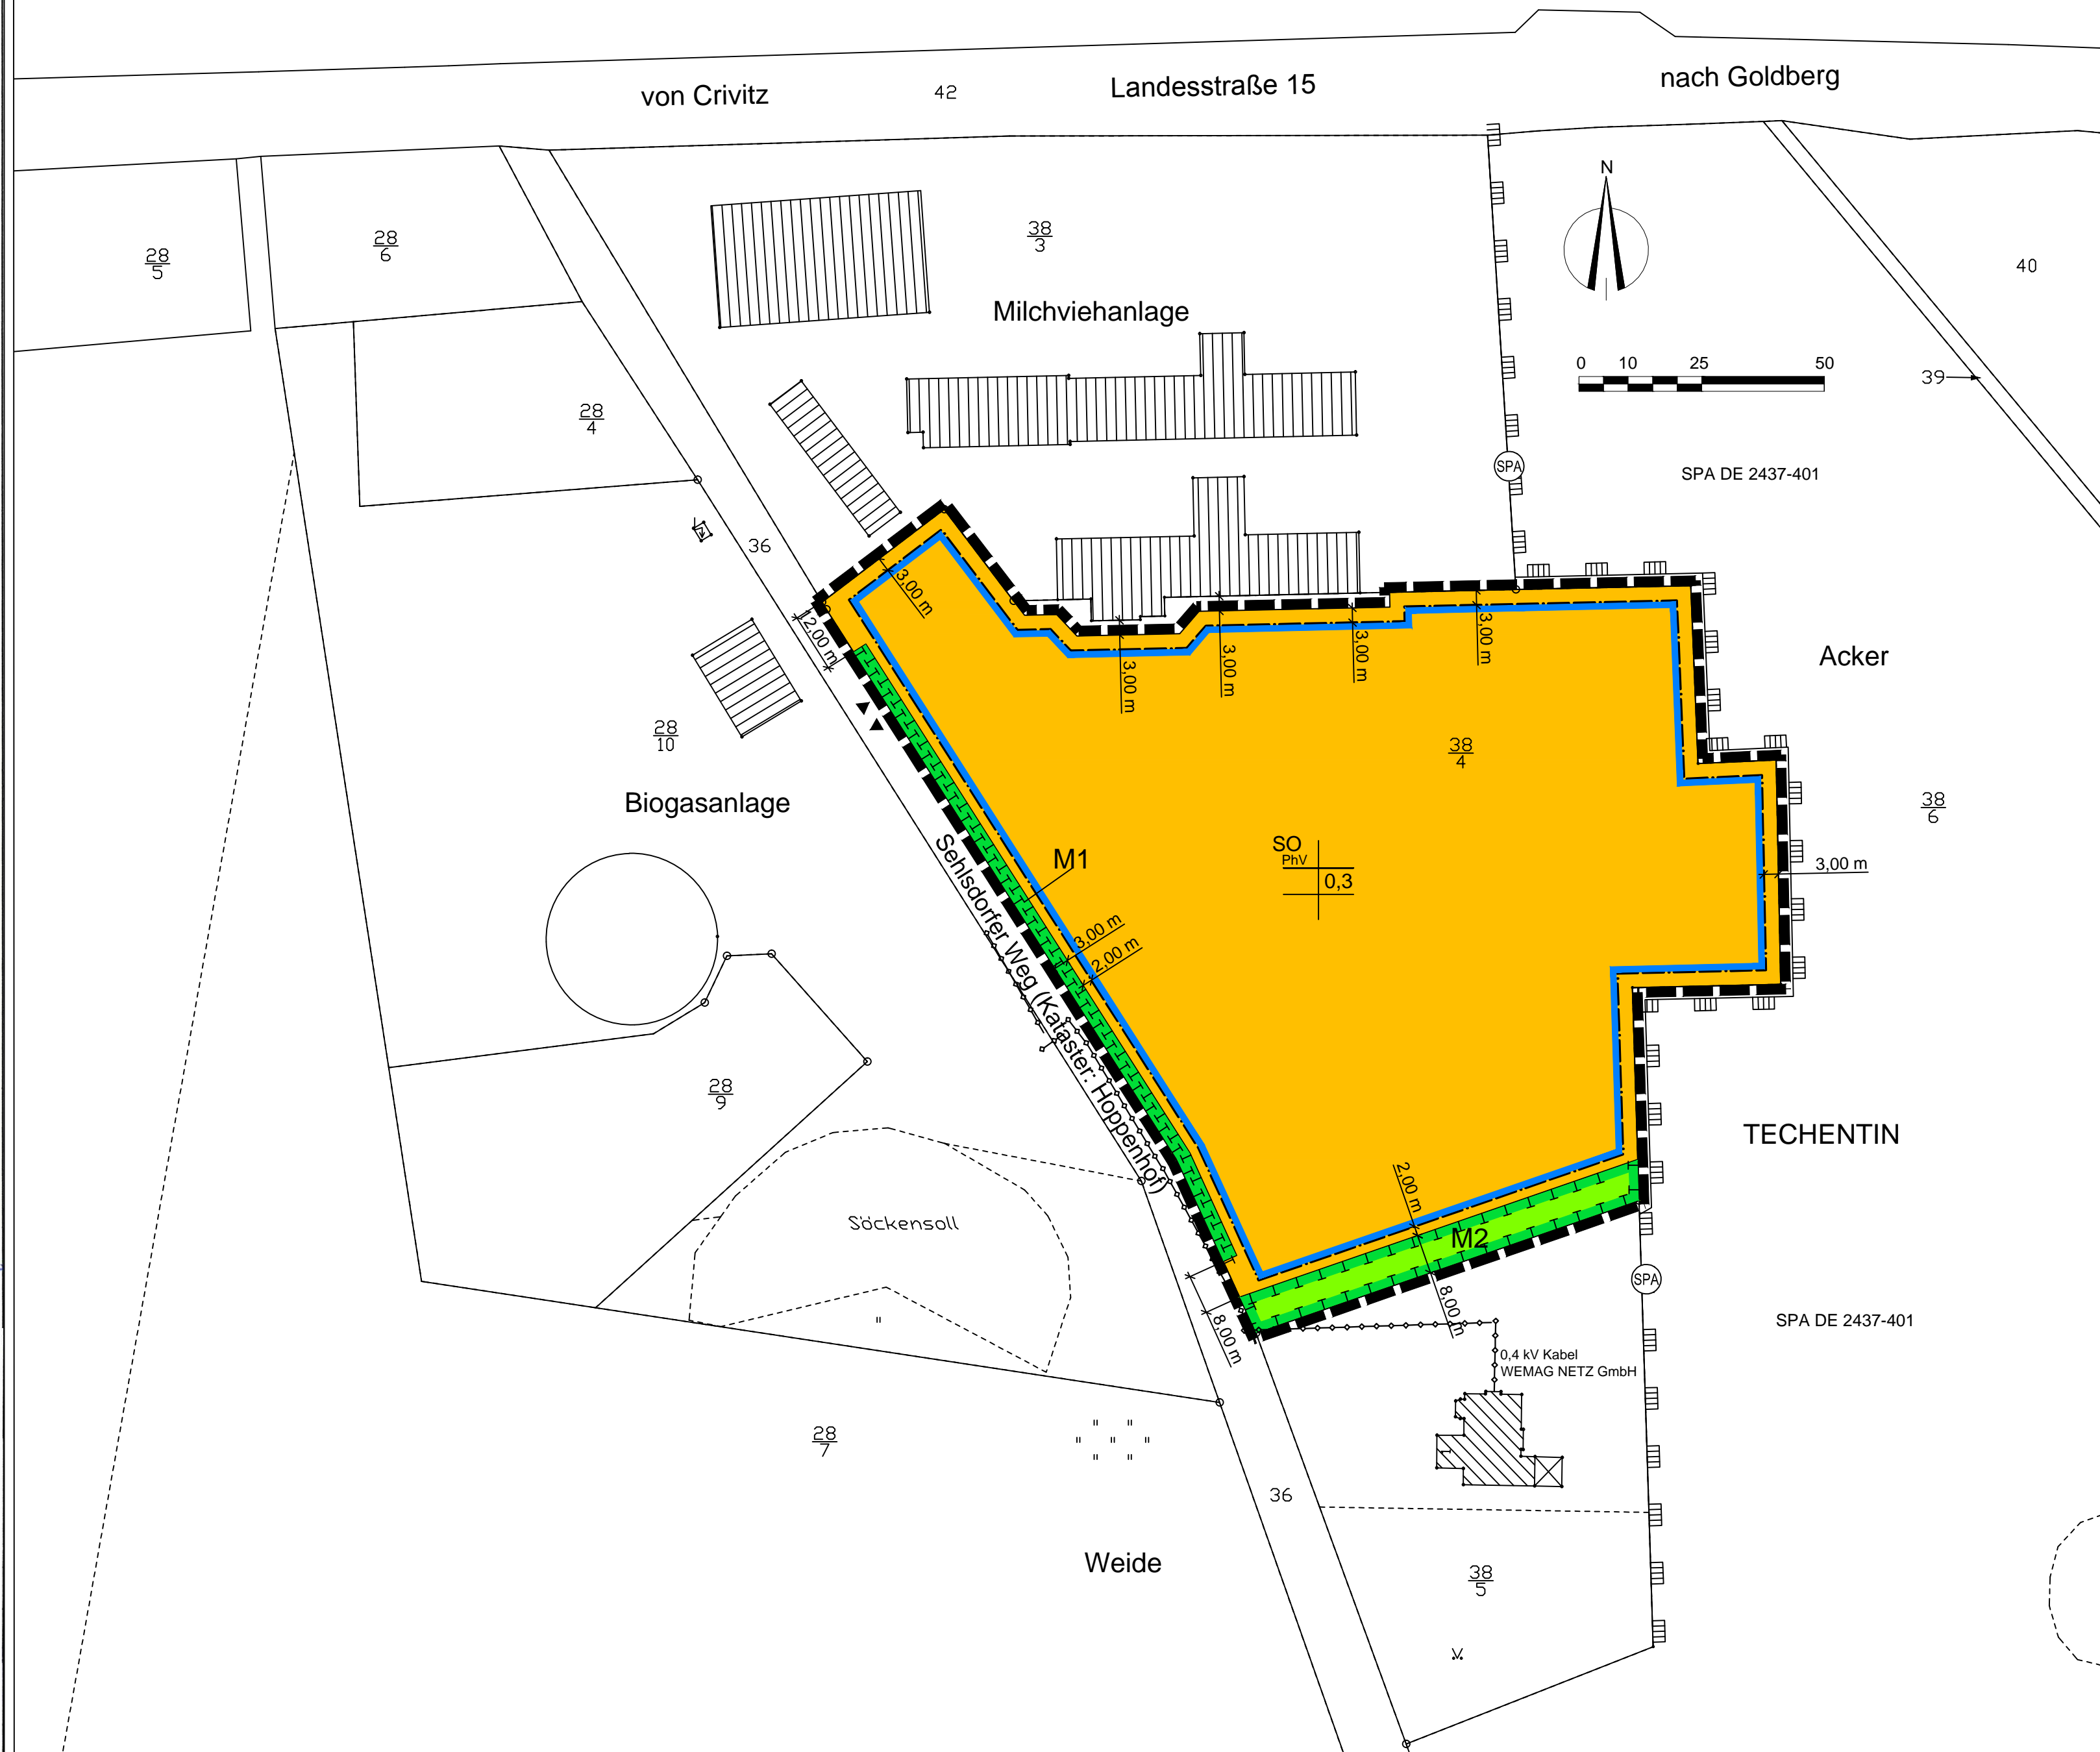 von Crivitz
42
Landesstraße 15
nach Goldberg
N
28
5
28
6
38
3
40
Milchviehanlage
0 10 25 50
39
28
4
SPA
SPA DE 2437-401
36
3,00 m
12,00 m
3,00 m
3,00 m
3,00 m
3,00 m
Acker
28
10
38
4
Biogasanlage
38
6
SO
PhV
0,3
M1
3,00 m
Sehlsdorfer Weg (Kataster: Hoppenhof)
3,00 m
2,00 m
28
9
TECHENTIN
2,00 m
Söckensoll
M2
SPA
8,00 m
8,00 m
SPA DE 2437-401
0,4 kV Kabel
WEMAG NETZ GmbH
28
7
1
36
Weide
38
5